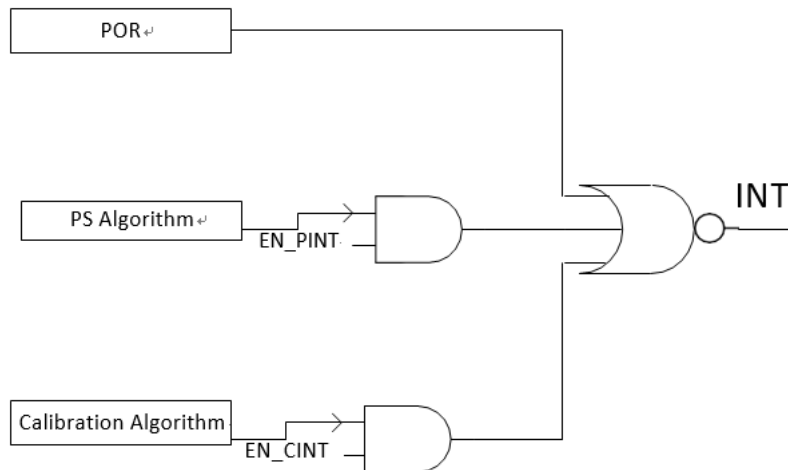 POR↵
INT
PS Algorithm↵
EN_PINT
Calibration Algorithm
EN_CINT